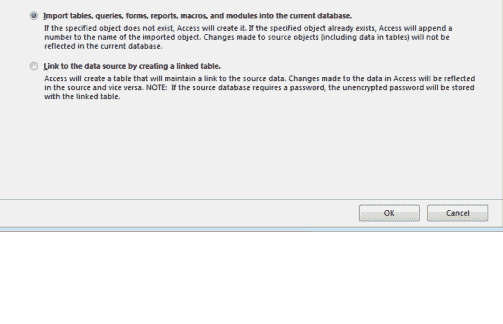 Import tables, queries, forms, reports, macros, and modules into the current database.
If the specified object does not exist, Access will create it. If the specified object already exists, Access will append a
number to the name of the imported object. Changes made to source objects (including data in tables) will not be
reflected in the current database.
Link to the data source by creating a linked table.
Access will create a table that will maintain a link to the source data. Changes made to the data in Access will be reflected
in the source and vice versa. NOTE: If the source database requires a password, the unencrypted password will be stored
with the linked table.
OK Cancel